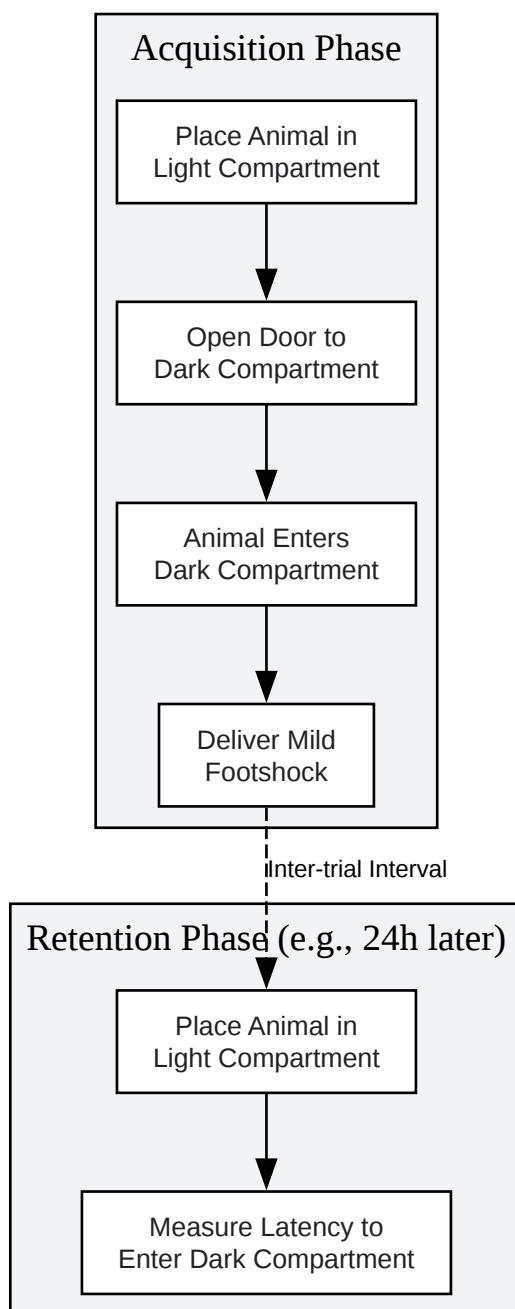 Acquisition Phase
Place Animal in
Light Compartment
Open Door to
Dark Compartment
Animal Enters
Dark Compartment
Deliver Mild
Footshock
Inter-trial Interval
Retention Phase (e.g., 24h later)
Place Animal in
Light Compartment
Measure Latency to
Enter Dark Compartment